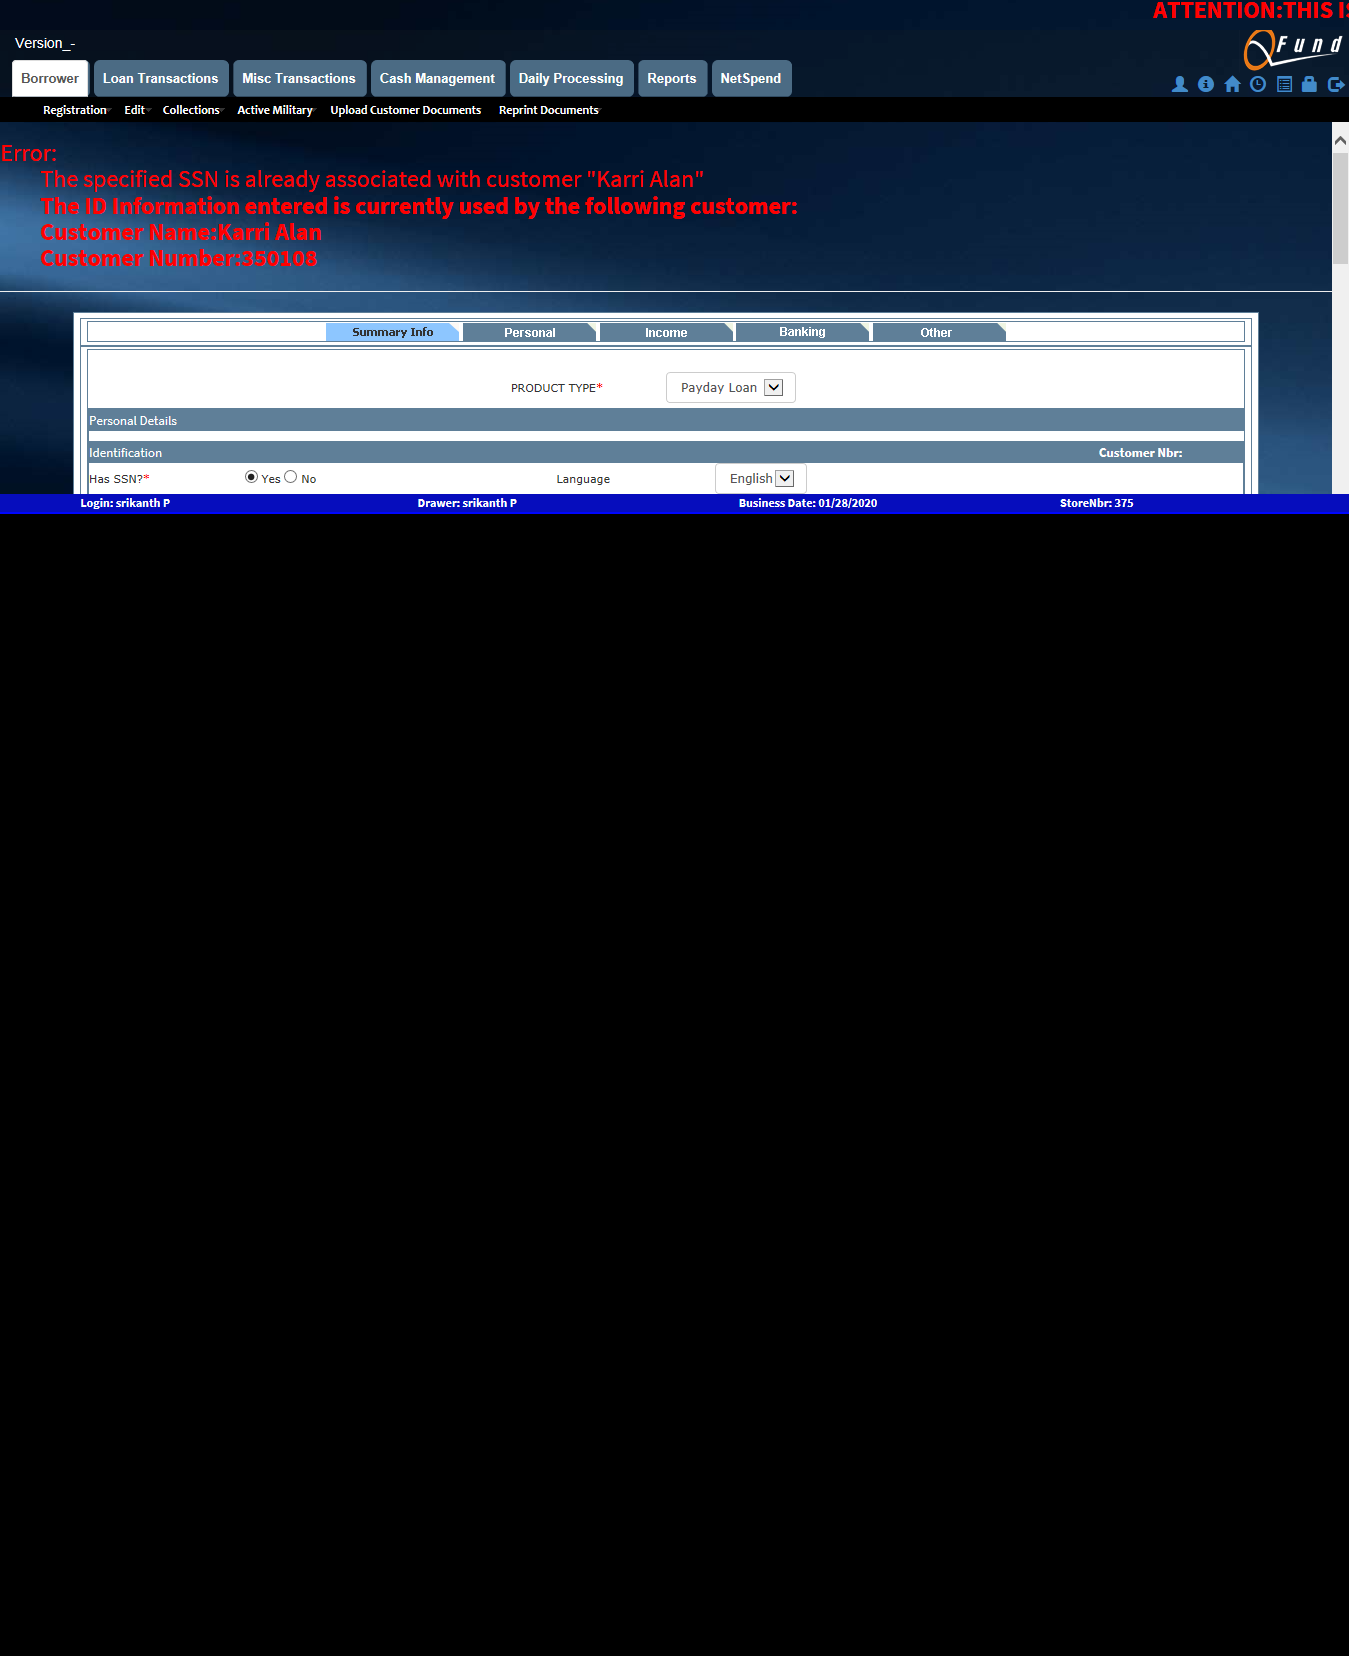 ATTENTION:THIS IS
Version_-
Fund
Borrower Loan Transactions Misc Transactions Cash Management Daily Processing Reports NetSpend
Registration Edit Collections Active Military Upload Customer Documents Reprint Documents
Error:
The specified SSN is already associated with customer "Karri Alan"
The ID Information entered is currently used by the following customer:
Customer Name:Karri Alan
Customer Number:350108
Summary Info Personal Income Banking Other
PRODUCT TYPE* Payday Loan
Personal Details
Identification Customer Nbr:
Has SSN?* Yes No Language English
Login: srikanth P Drawer: srikanth P Business Date: 01/28/2020 StoreNbr: 375